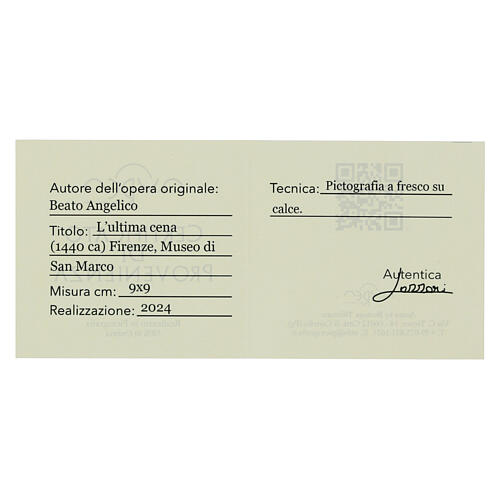 Autore dell'opera originale:
Beato Angelico
Titolo: L'ultima cena
(1440 ca) Firenze, Museo di
San Marco
Misura cm: 9x9
Realizzazione: 2024
Tecnica: Pictografia a fresco su
calce.
Autentica